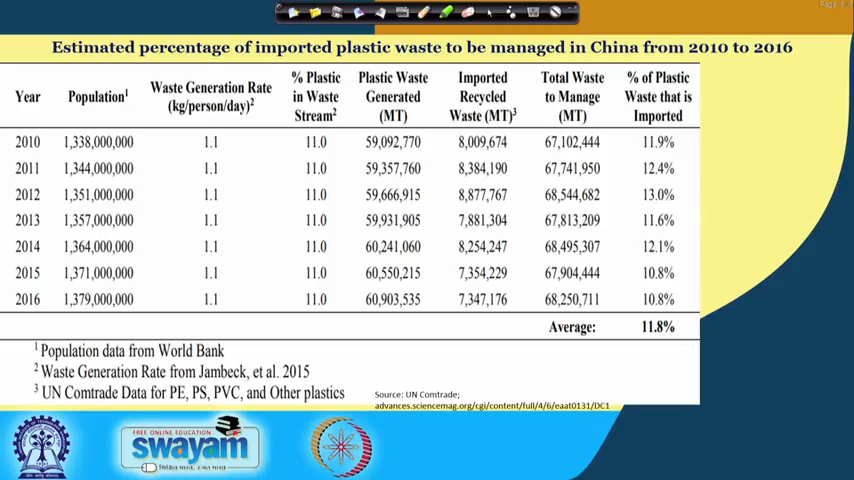 Estimated percentage of imported plastic waste to be managed in China from 2010 to 2016
Year Population1 Waste Generation Rate (kg/person/day)2 % Plastic in Waste Stream2 Plastic Waste Generated (MT) Imported Recycled Waste (MT)3 Total Waste to Manage (MT) % of Plastic Waste that is Imported
2010 1,338,000,000 1.1 11.0 59,092,770 8,009,674 67,102,444 11.9%
2011 1,344,000,000 1.1 11.0 59,357,760 8,384,190 67,741,950 12.4%
2012 1,351,000,000 1.1 11.0 59,666,915 8,877,767 68,544,682 13.0%
2013 1,357,000,000 1.1 11.0 59,931,905 7,881,304 67,813,209 11.6%
2014 1,364,000,000 1.1 11.0 60,241,060 8,254,247 68,495,307 12.1%
2015 1,371,000,000 1.1 11.0 60,550,215 7,354,229 67,904,444 10.8%
2016 1,379,000,000 1.1 11.0 60,903,535 7,347,176 68,250,711 10.8%
Average: 11.8%
1 Population data from World Bank
2 Waste Generation Rate from Jambeck, et al. 2015
3 UN Comtrade Data for PE, PS, PVC, and Other plastics
Source: UN Comtrade;
advances.sciencemag.org/cgi/content/full/4/6/eaat0131/DC1
FREE ONLINE EDUCATION
swayam